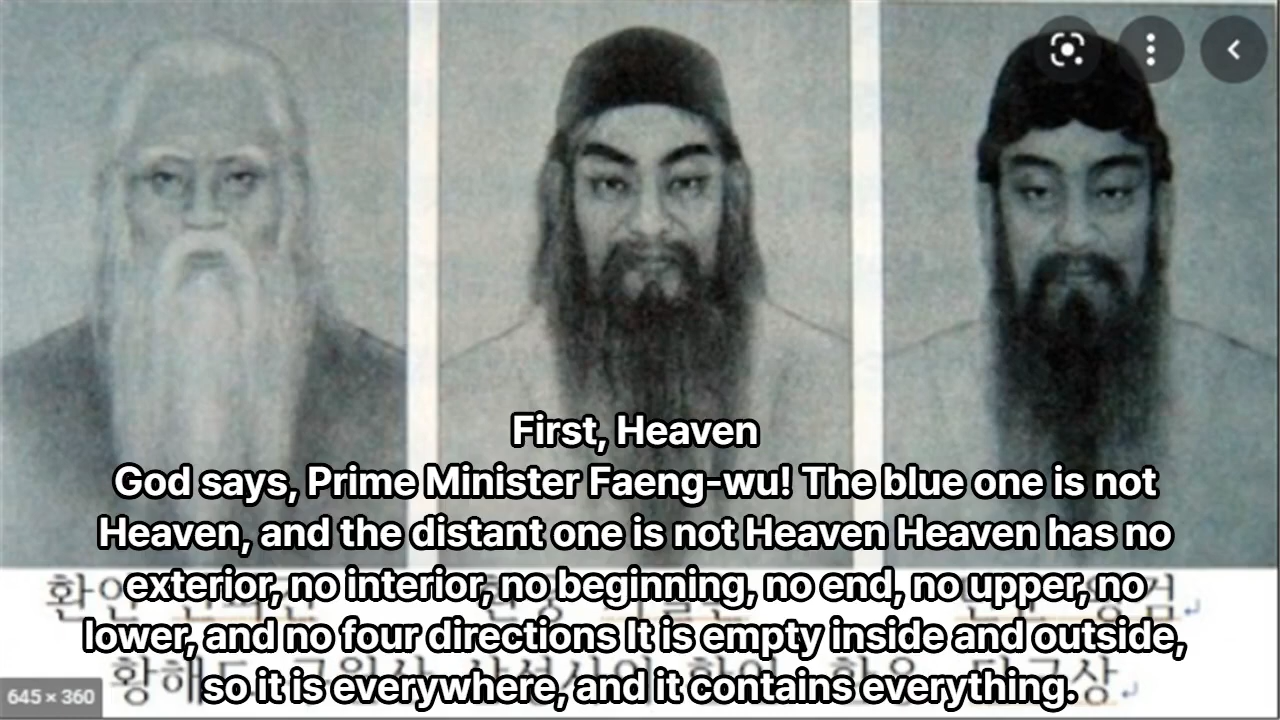 First, Heaven
God says, Prime Minister Faeng-wu! The blue one is not
Heaven, and the distant one is not Heaven Heaven has no
exterior, no interior, no beginning, no end, no upper, no
lower, and no four directions It is empty inside and outside,
so it is everywhere, and it contains everything.
645 × 360